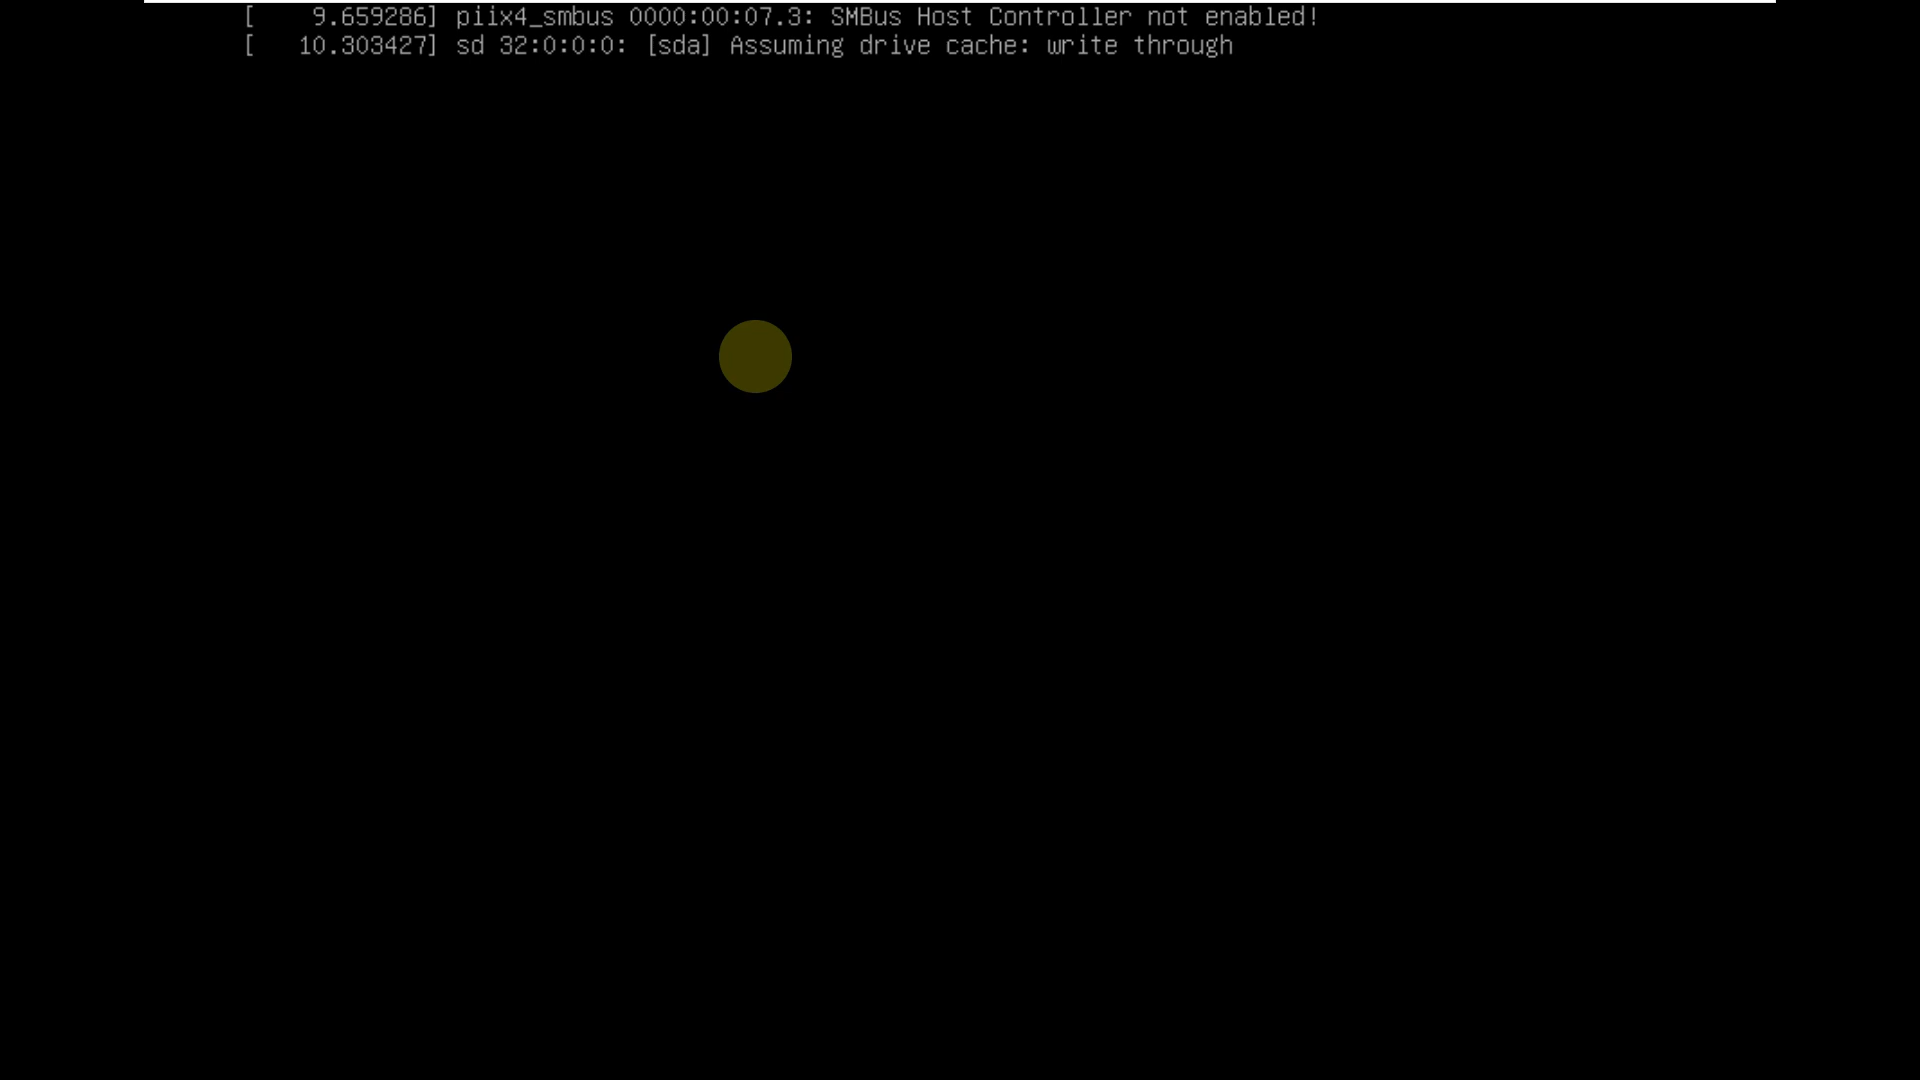 [    9.659286] piix4_smbus 0000:00:07.3: SMBus Host Controller not enabled!
[   10.303427] sd 32:0:0:0: [sda] Assuming drive cache: write through